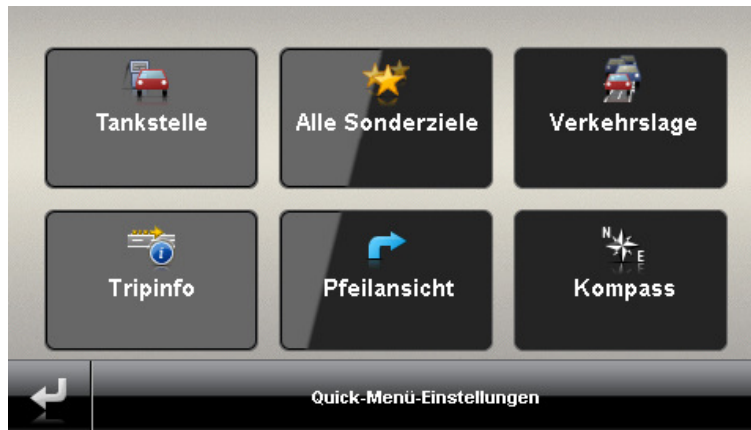 Tankstelle
Alle Sonderziele
Verkehrslage
Tripinfo
Pfeilansicht
N
E
Kompass
Quick-Menü-Einstellungen